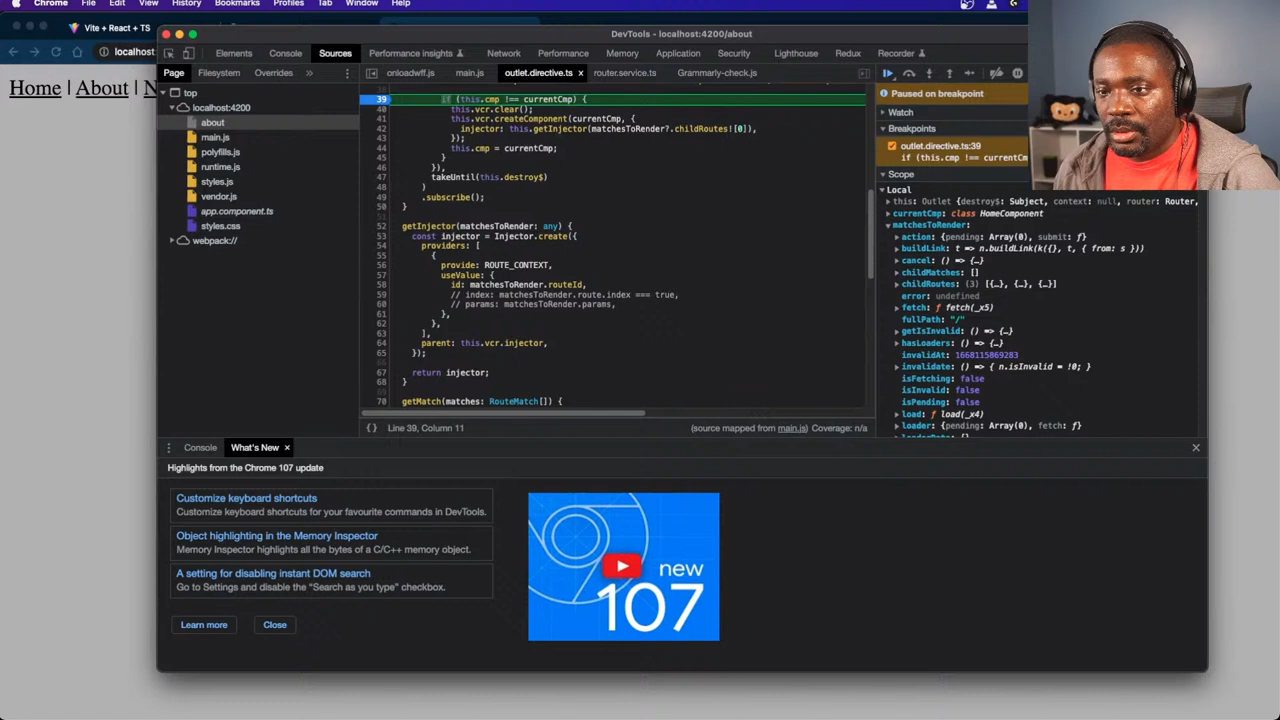 Chrome File Edit View History Bookmarks Profiles Tab Window Help
Vite + React + TS
localhost:
DevTools - localhost:4200/about
Elements Console Sources Performance insights Network Performance Memory Application Security Lighthouse Redux Recorder
Page Filesystem Overrides »
onloadwff.js main.js outlet.directive.ts × router.service.ts Grammarly-check.js
Paused on breakpoint
Home | About | N
top
localhost:4200
about
main.js
polyfills.js
runtime.js
styles.js
vendor.js
app.component.ts
styles.css
webpack://
38
39 if (this.cmp !== currentCmp) {
40 this.vcr.clear();
41 this.vcr.createComponent(currentCmp, {
42 injector: this.getInjector(matchesToRender?.childRoutes![0]),
43 });
44 this.cmp = currentCmp;
45 }
46 }),
47 takeUntil(this.destroy$)
48 )
49 .subscribe();
50 }
51
52 getInjector(matchesToRender: any) {
53 const injector = Injector.create({
54 providers: [
55 {
56 provide: ROUTE_CONTEXT,
57 useValue: {
58 id: matchesToRender.routeId,
59 // index: matchesToRender.route.index === true,
60 // params: matchesToRender.params,
61 },
62 },
63 ],
64 parent: this.vcr.injector,
65 });
66
67 return injector;
68 }
69
70 getMatch(matches: RouteMatch[]) {
{} Line 39, Column 11 (source mapped from main.js) Coverage: n/a
Watch
Breakpoints
outlet.directive.ts:39
if (this.cmp !== currentCm
Scope
Local
this: Outlet {destroy$: Subject, context: null, router: Router,
currentCmp: class HomeComponent
matchesToRender:
action: {pending: Array(0), submit: ƒ}
buildLink: t => n.buildLink(k({}, t, { from: s }))
cancel: () => {…}
childMatches: []
childRoutes: (3) [{…}, {…}, {…}]
error: undefined
fetch: ƒ fetch(_x5)
fullPath: "/"
getIsInvalid: () => {…}
hasLoaders: () => {…}
invalidAt: 1668115869283
invalidate: () => { n.isInvalid = !0; }
isFetching: false
isInvalid: false
isPending: false
load: ƒ load(_x4)
loader: {pending: Array(0), fetch: ƒ}
Console What's New ×
Highlights from the Chrome 107 update
Customize keyboard shortcuts
Customize keyboard shortcuts for your favourite commands in DevTools.
Object highlighting in the Memory Inspector
Memory Inspector highlights all the bytes of a C/C++ memory object.
A setting for disabling instant DOM search
Go to Settings and disable the "Search as you type" checkbox.
Learn more Close
new
107